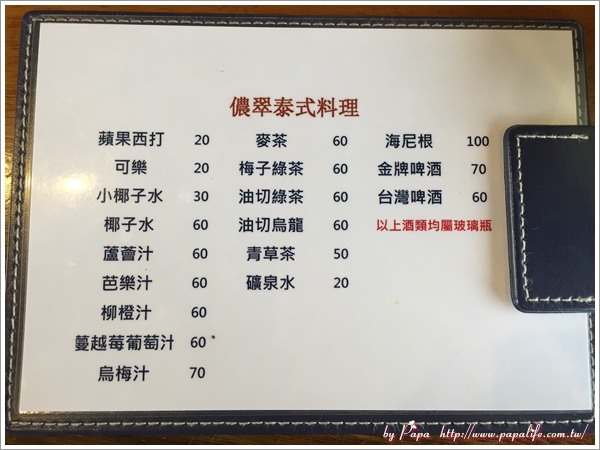 儂翠泰式料理
蘋果西打 20
可樂 20
小椰子水 30
椰子水 60
蘆薈汁 60
芭樂汁 60
柳橙汁 60
蔓越莓葡萄汁 60
烏梅汁 70
麥茶 60
梅子綠茶 60
油切綠茶 60
油切烏龍 60
青草茶 50
礦泉水 20
海尼根 100
金牌啤酒 70
台灣啤酒 60
以上酒類均屬玻璃瓶
by Papa http://www.papalife.com.tw/